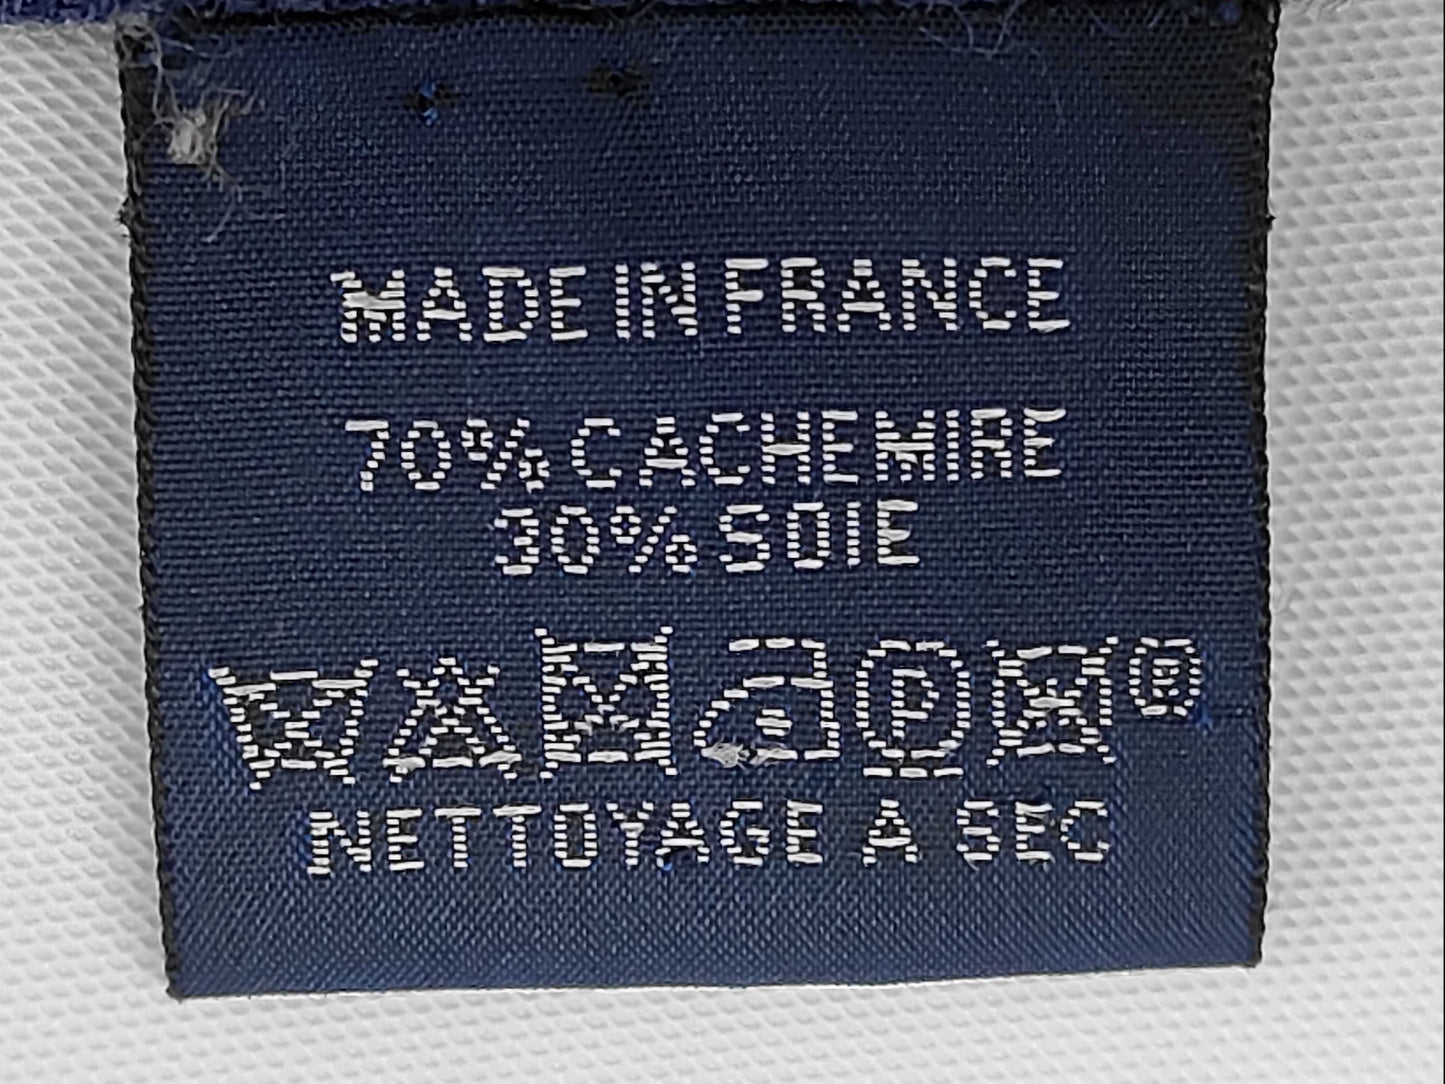 MADE IN FRANCE
70% CACHEMIRE
30% SOIE
P ®
NETTOYAGE A SEC